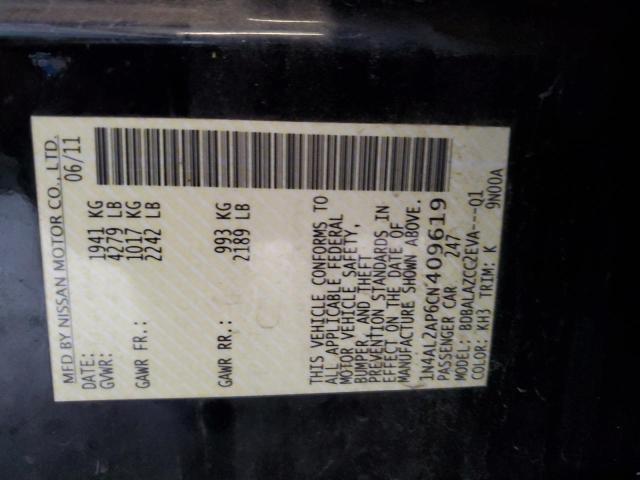 MFD BY NISSAN MOTOR CO., LTD.
DATE: 06/11
GVWR: 1941 KG
4279 LB
GAWR FR.: 1017 KG
2242 LB
GAWR RR.: 993 KG
2189 LB
THIS VEHICLE CONFORMS TO
ALL APPLICABLE FEDERAL
MOTOR VEHICLE SAFETY,
BUMPER, AND THEFT
PREVENTION STANDARDS IN
EFFECT ON THE DATE OF
MANUFACTURE SHOWN ABOVE.
1N4AL2AP6CN409619
PASSENGER CAR 247
MODEL: BDBALAZCC2EVA---Q1
COLOR: KH3 TRIM: K 9N00A